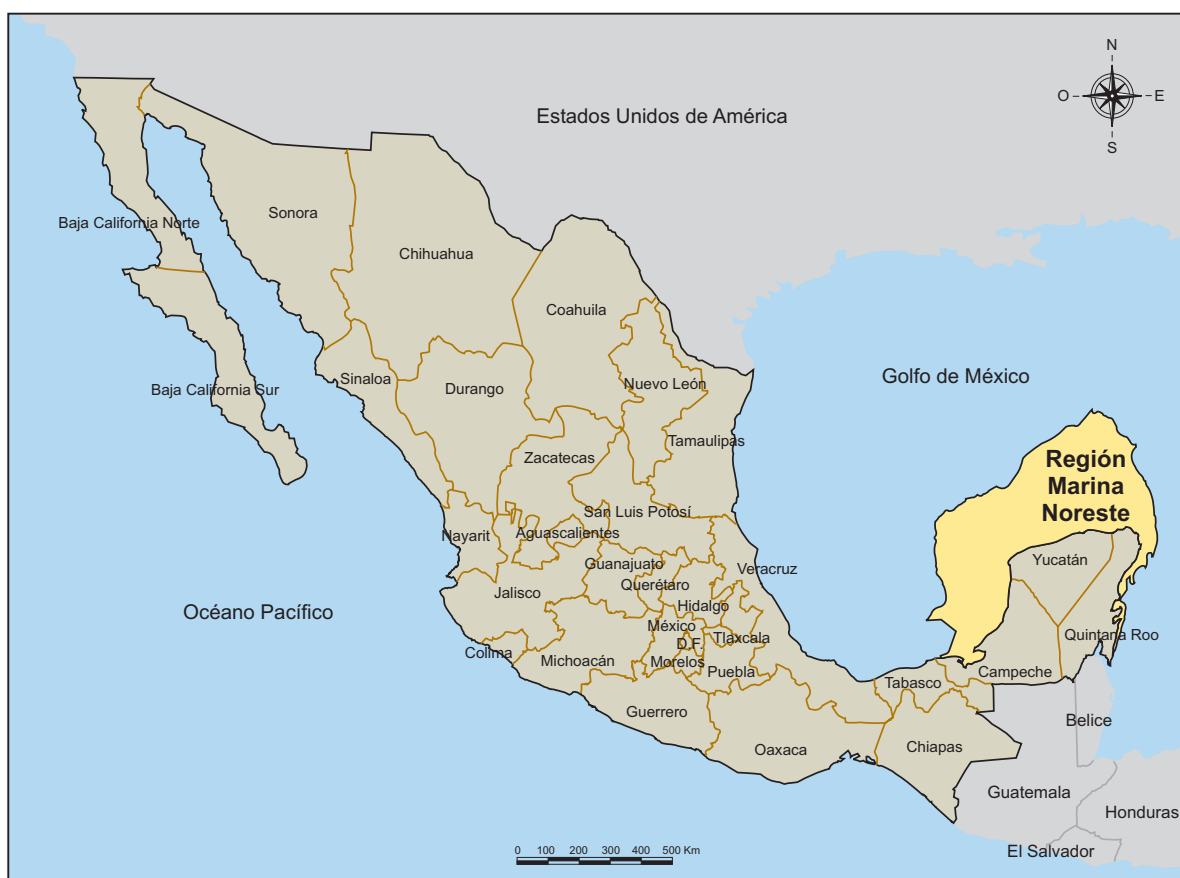 N
O
E
S
Estados Unidos de América
Sonora
Baja California Norte
Chihuahua
Coahuila
Sinaloa
Durango
Nuevo León
Golfo de México
Baja California Sur
Tamaulipas
Zacatecas
Región
Marina
Noreste
San Luis Potosí
Nayarit
Aguascalientes
Yucatán
Guanajuato
Veracruz
Querétaro
Jalisco
Hidalgo
Océano Pacífico
México
Tlaxcala
Quintana Roo
D.F.
Colima
Michoacán
Morelos
Puebla
Campeche
Tabasco
Guerrero
Belice
Oaxaca
Chiapas
Guatemala
Honduras
0 100 200 300 400 500 Km
El Salvador